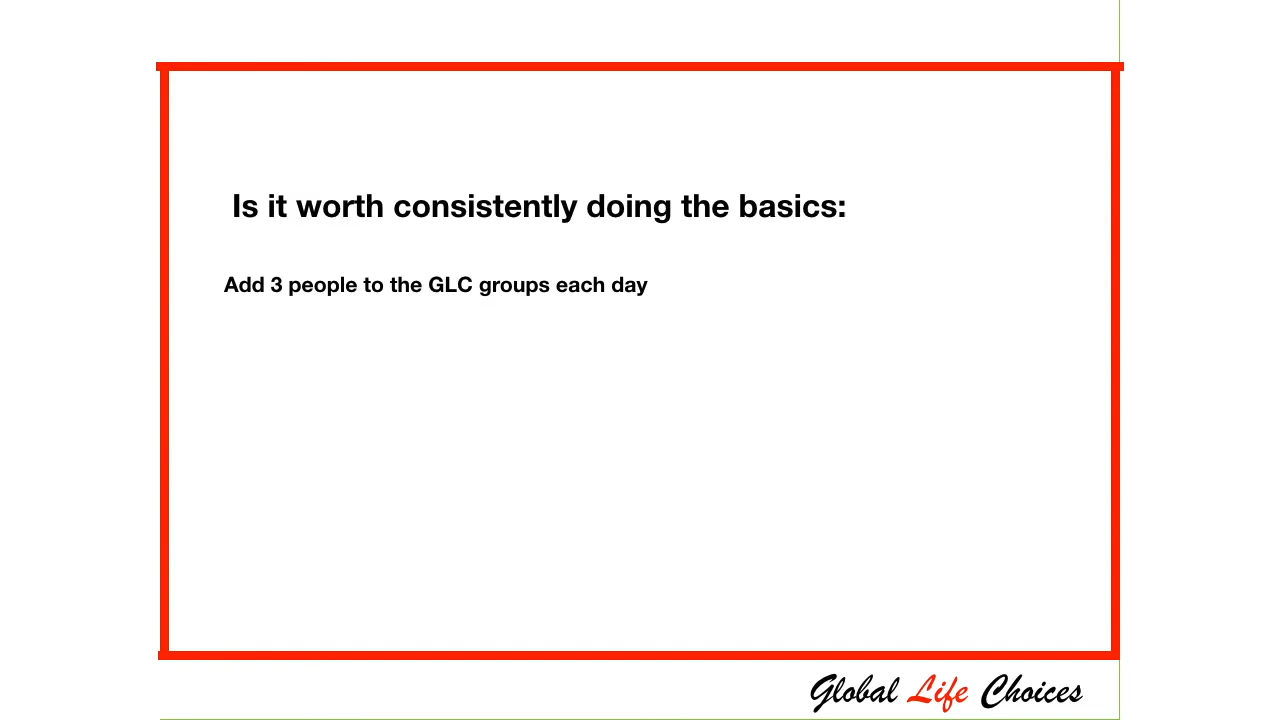 Is it worth consistently doing the basics:
Add 3 people to the GLC groups each day
Global Life Choices